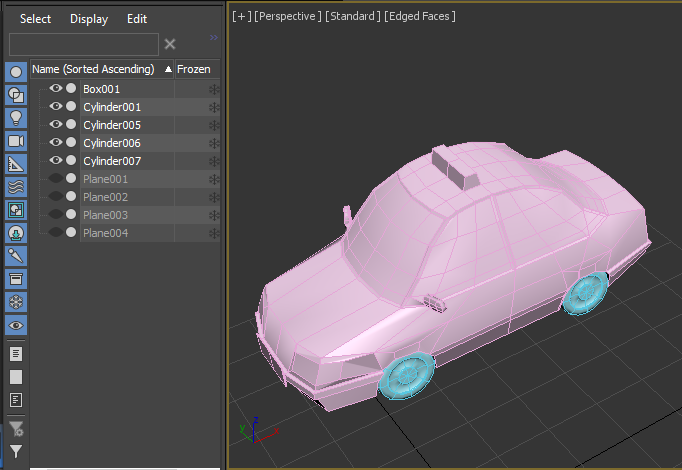 Select Display Edit
[+] [Perspective] [Standard] [Edged Faces]
Name (Sorted Ascending) Frozen
Box001
Cylinder001
Cylinder005
Cylinder006
Cylinder007
Plane001
Plane002
Plane003
Plane004
z
y
x